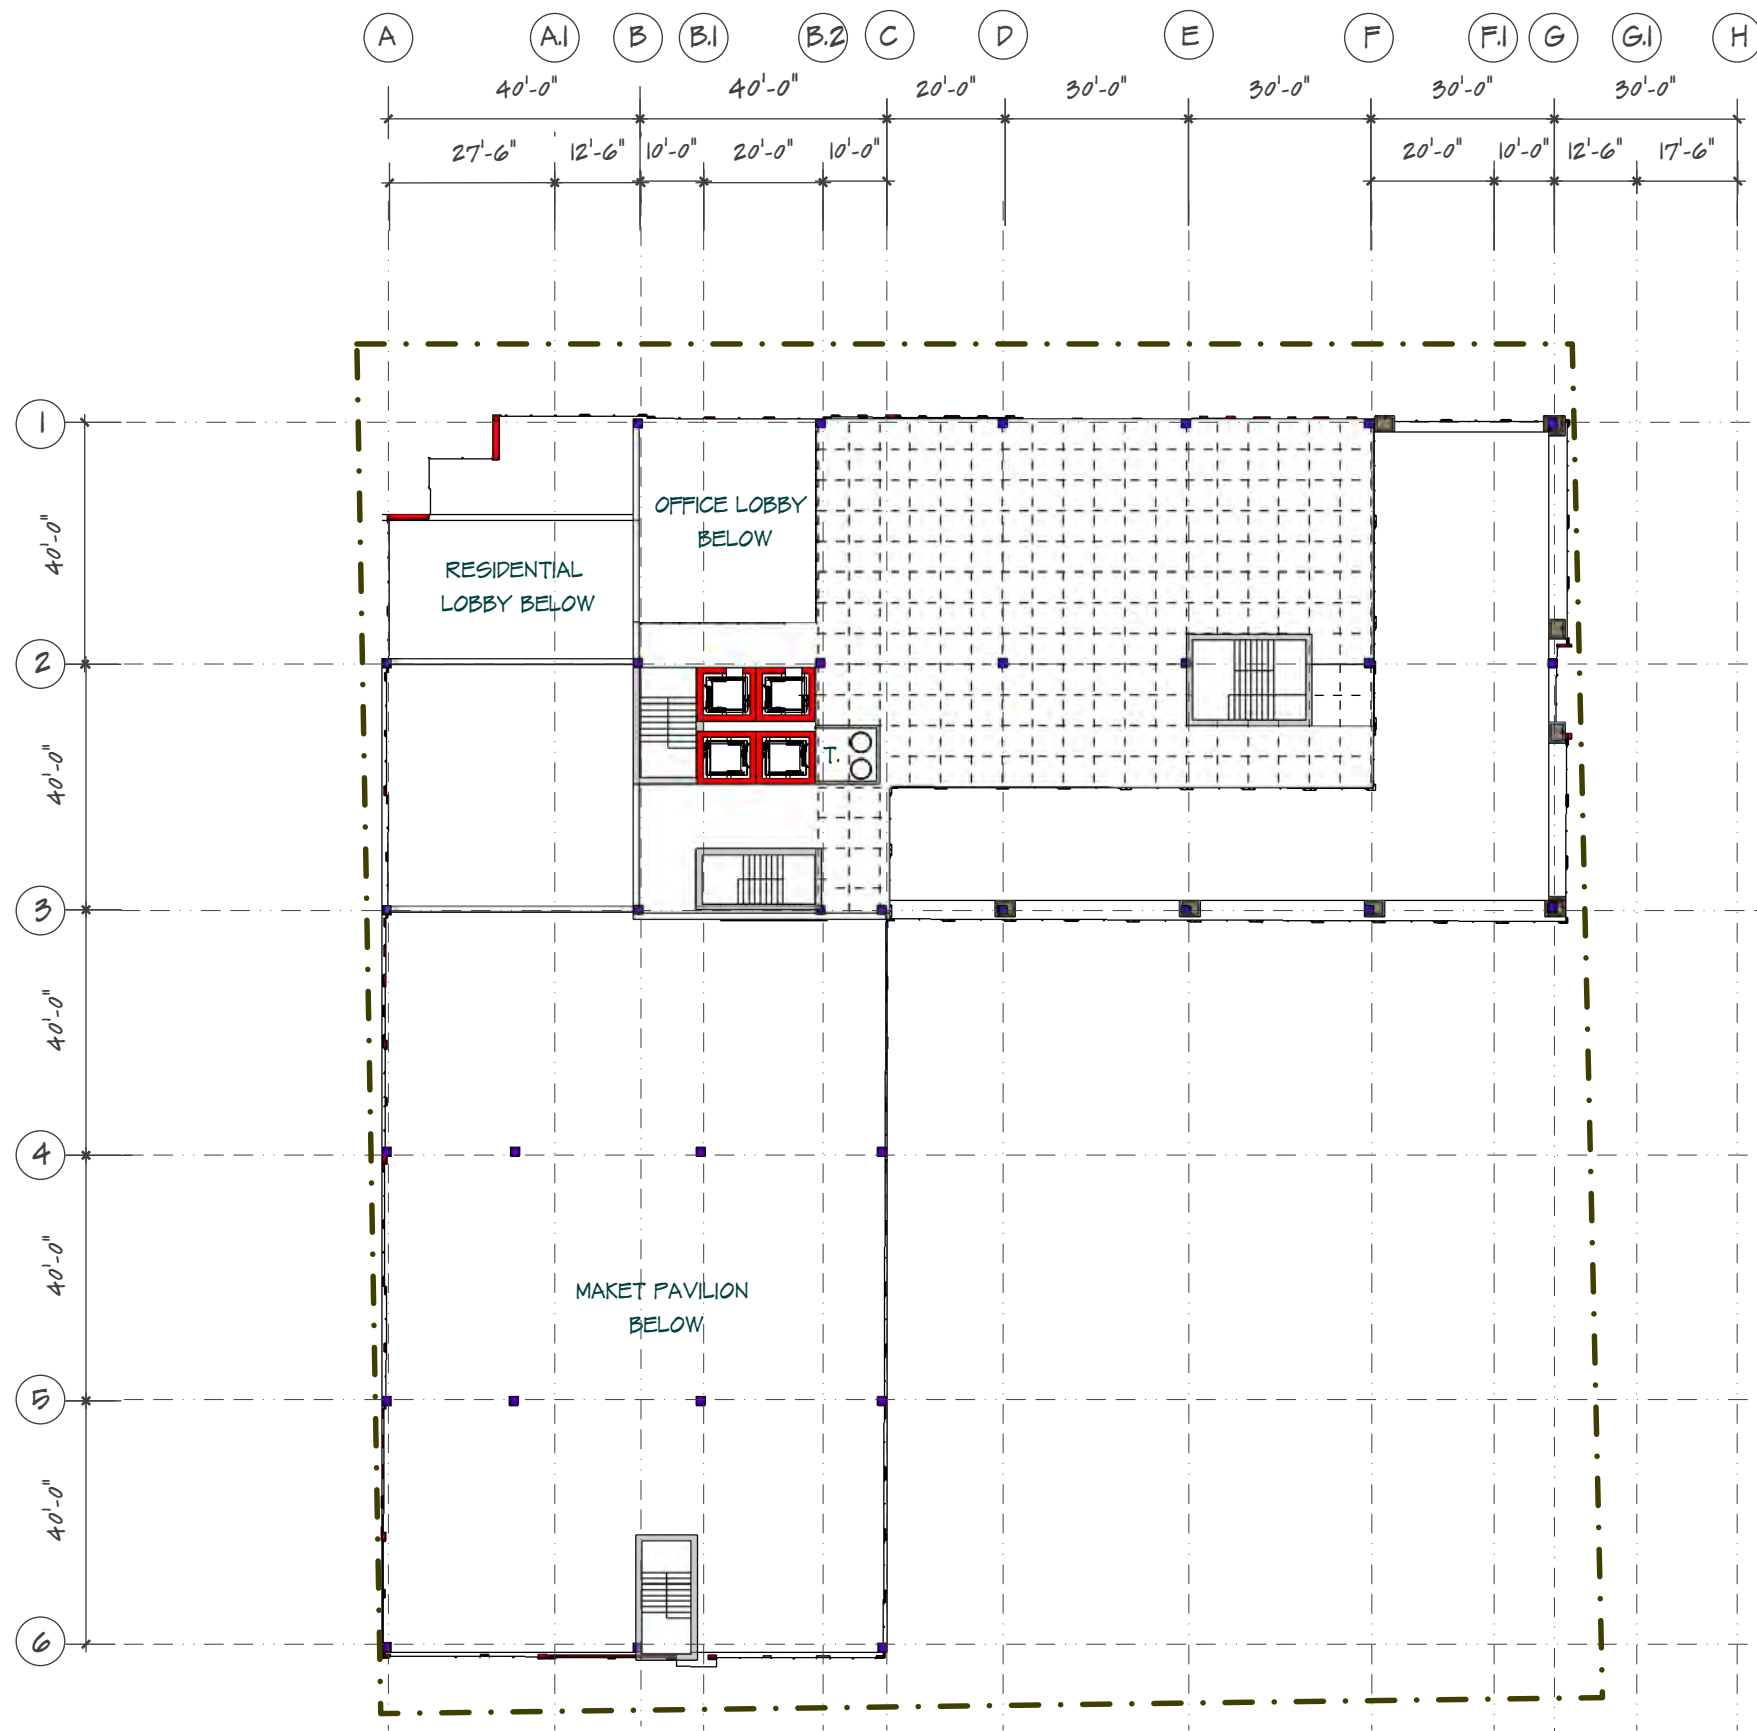 A A.1 B B.1 B.2 C D E F F.1 G G.1 H
40'-0" 40'-0" 20'-0" 30'-0" 30'-0" 30'-0" 30'-0"
27'-6" 12'-6" 10'-0" 20'-0" 10'-0" 20'-0" 10'-0" 12'-6" 17'-6"
1
OFFICE LOBBY
BELOW
40'-0"
RESIDENTIAL
LOBBY BELOW
2
T.
40'-0"
3
40'-0"
4
40'-0"
MAKET PAVILION
BELOW
5
40'-0"
6